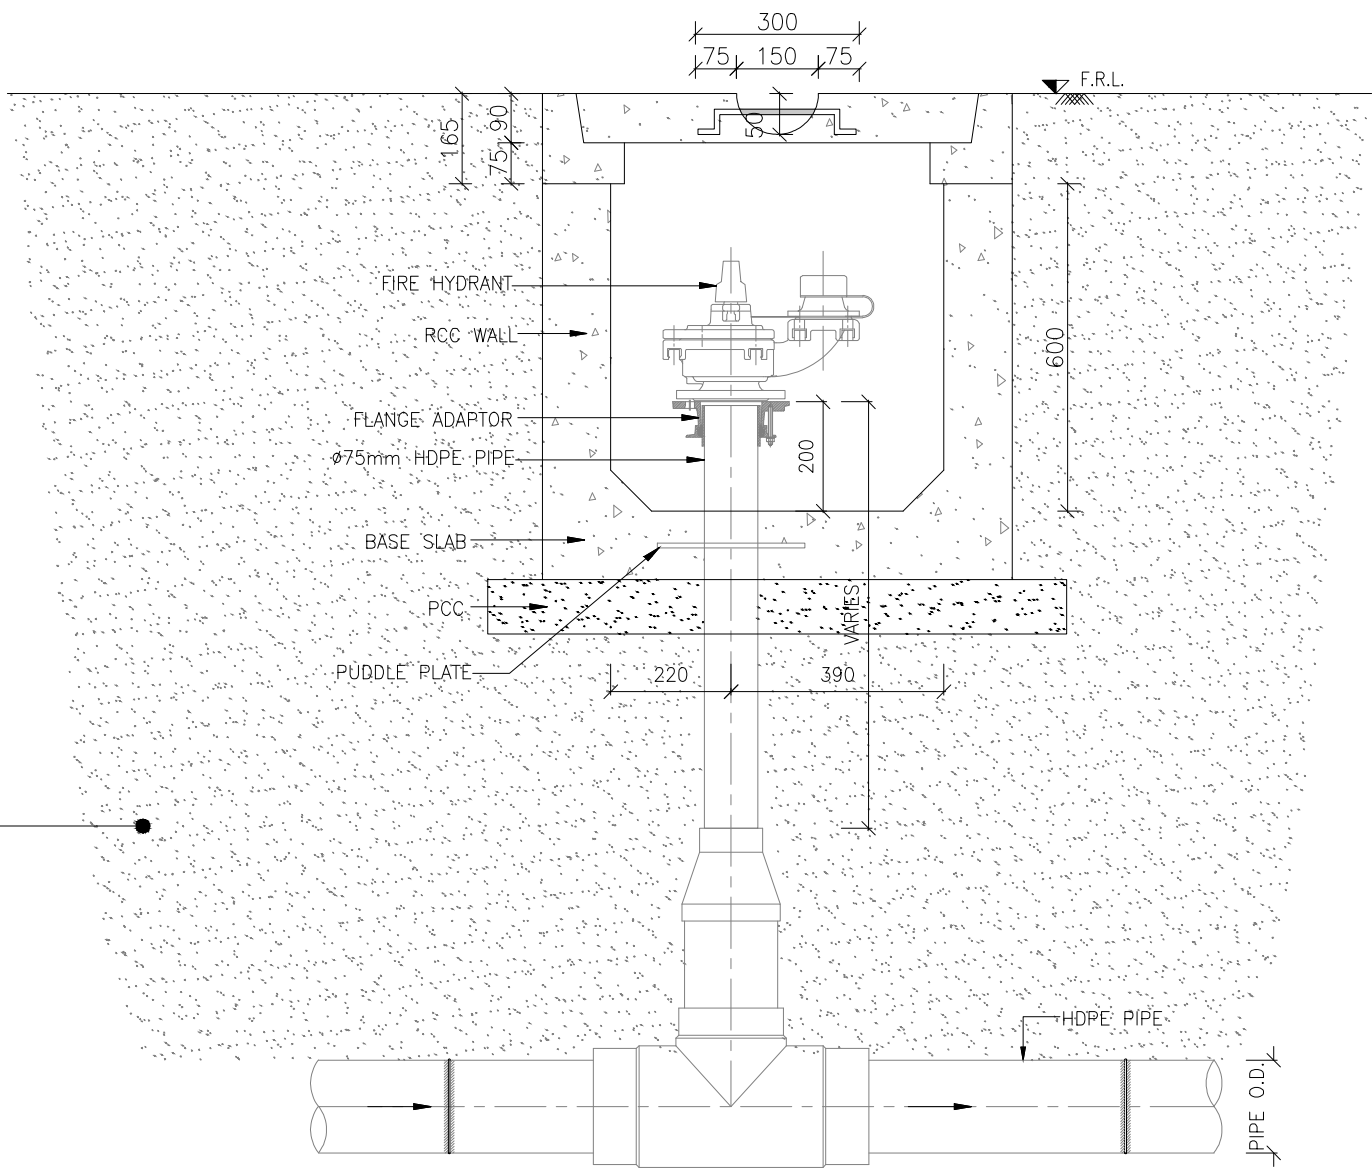 300
75 150 75
F.R.L.
50
90
165
75
FIRE HYDRANT
RCC WALL
600
FLANGE ADAPTOR
200
ø75mm HDPE PIPE
BASE SLAB
PCC
VARIES
PUDDLE PLATE
220 390
HDPE PIPE
PIPE O.D.